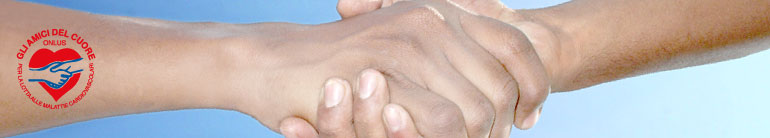 GLI AMICI DEL CUORE
ONLUS
PER LA LOTTA ALLE MALATTIE CARDIOVASCOLARI